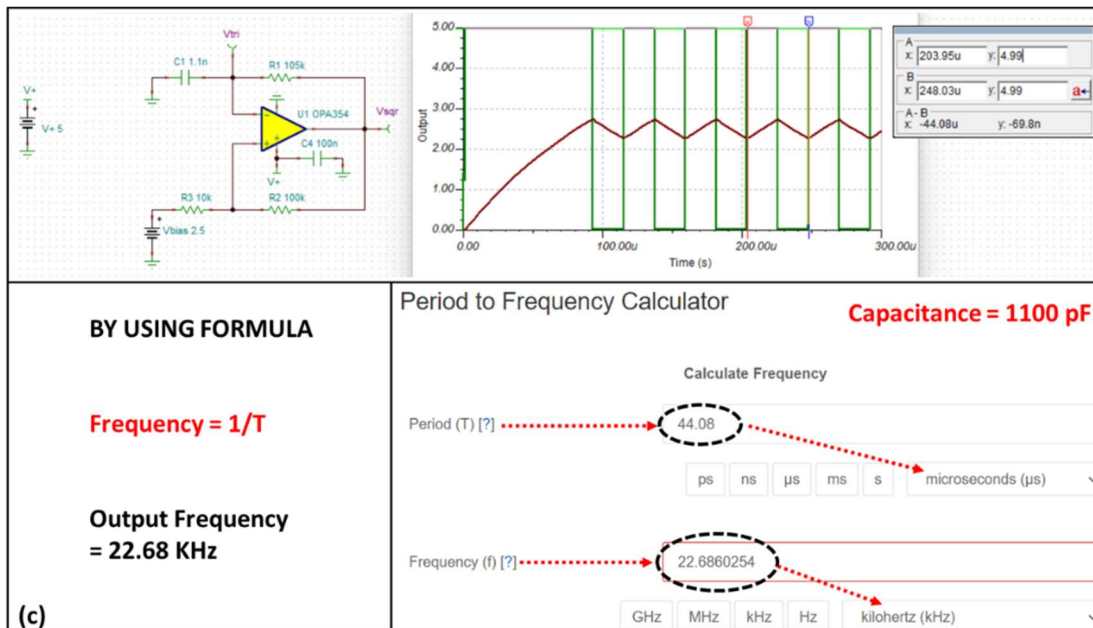 Vtri
C1 1.1n
R1 105k
V+
V+ 5
U1 OPA354
Vsqr
C4 100n
V+
R3 10k
R2 100k
Vbias 2.5
5.00
4.00
3.00
2.00
1.00
0.00
Output
0.00
100.00u
200.00u
300.00u
Time (s)
a
b
A
x: 203.95u y: 4.99
B
x: 248.03u y: 4.99
a
A - B
x: -44.08u y: -69.8n
BY USING FORMULA
Frequency = 1/T
Output Frequency
= 22.68 KHz
(c)
Period to Frequency Calculator
Capacitance = 1100 pF
Calculate Frequency
Period (T) [?]
44.08
ps ns µs ms s microseconds (µs)
Frequency (f) [?]
22.6860254
GHz MHz kHz Hz kilohertz (kHz)